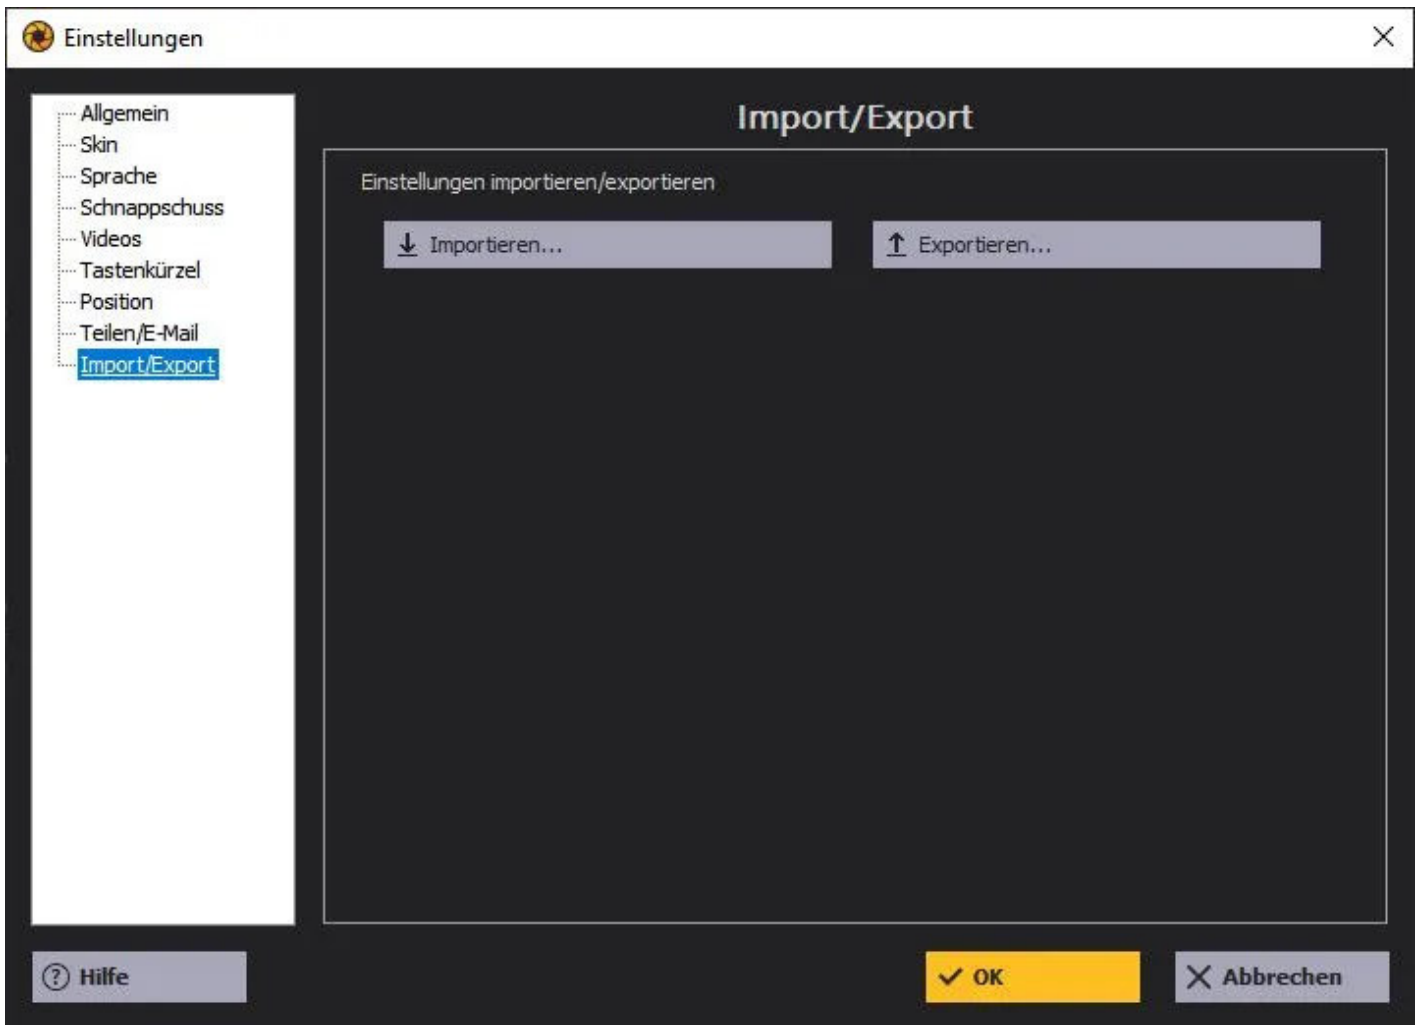 Einstellungen
Allgemein
Skin
Sprache
Schnappschuss
Videos
Tastenkürzel
Position
Teilen/E-Mail
Import/Export
Import/Export
Einstellungen importieren/exportieren
Importieren...
Exportieren...
Hilfe
OK
Abbrechen